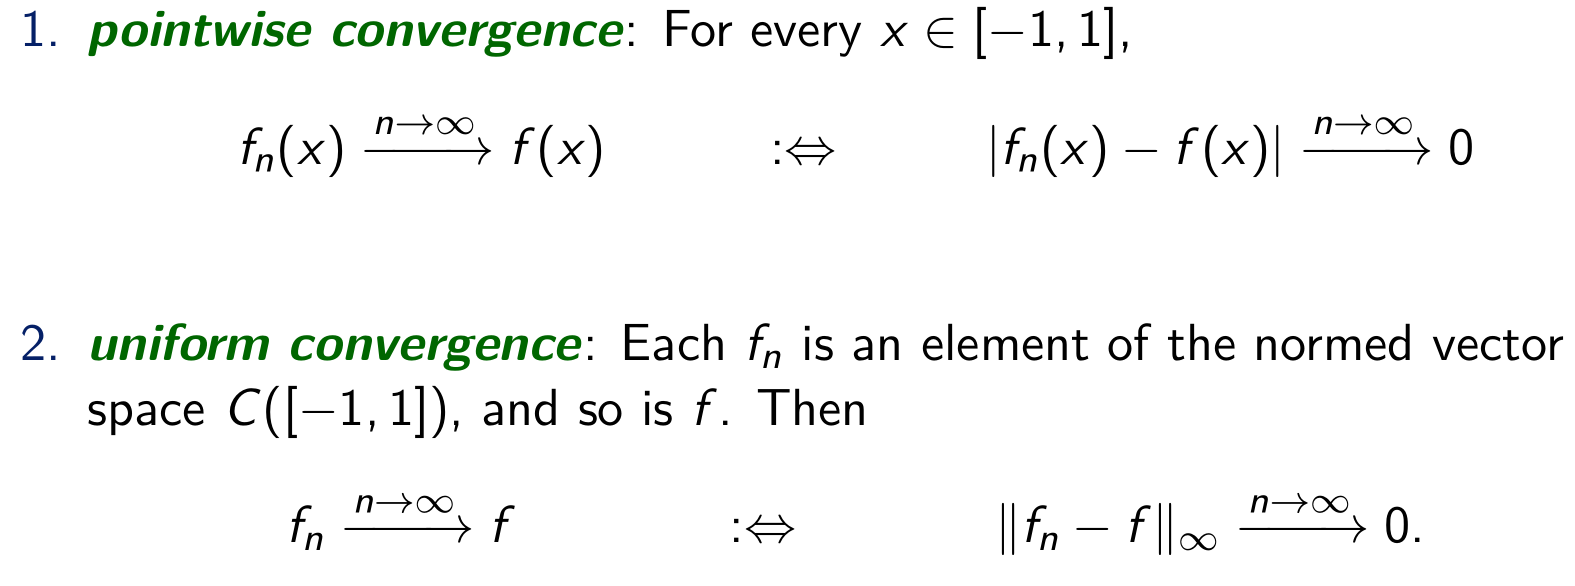 1. pointwise convergence: For every x ∈ [−1, 1],
fₙ(x) —n→∞→ f(x) :⇔ |fₙ(x) − f(x)| —n→∞→ 0
2. uniform convergence: Each fₙ is an element of the normed vector
space C([−1, 1]), and so is f. Then
fₙ —n→∞→ f :⇔ ‖fₙ − f‖∞ —n→∞→ 0.